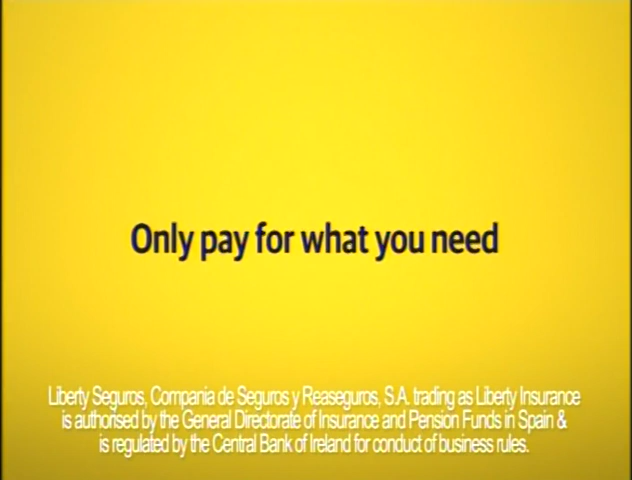 Only pay for what you need
Liberty Seguros, Compania de Seguros y Reaseguros, S.A. trading as Liberty Insurance
is authorised by the General Directorate of Insurance and Pension Funds in Spain &
is regulated by the Central Bank of Ireland for conduct of business rules.